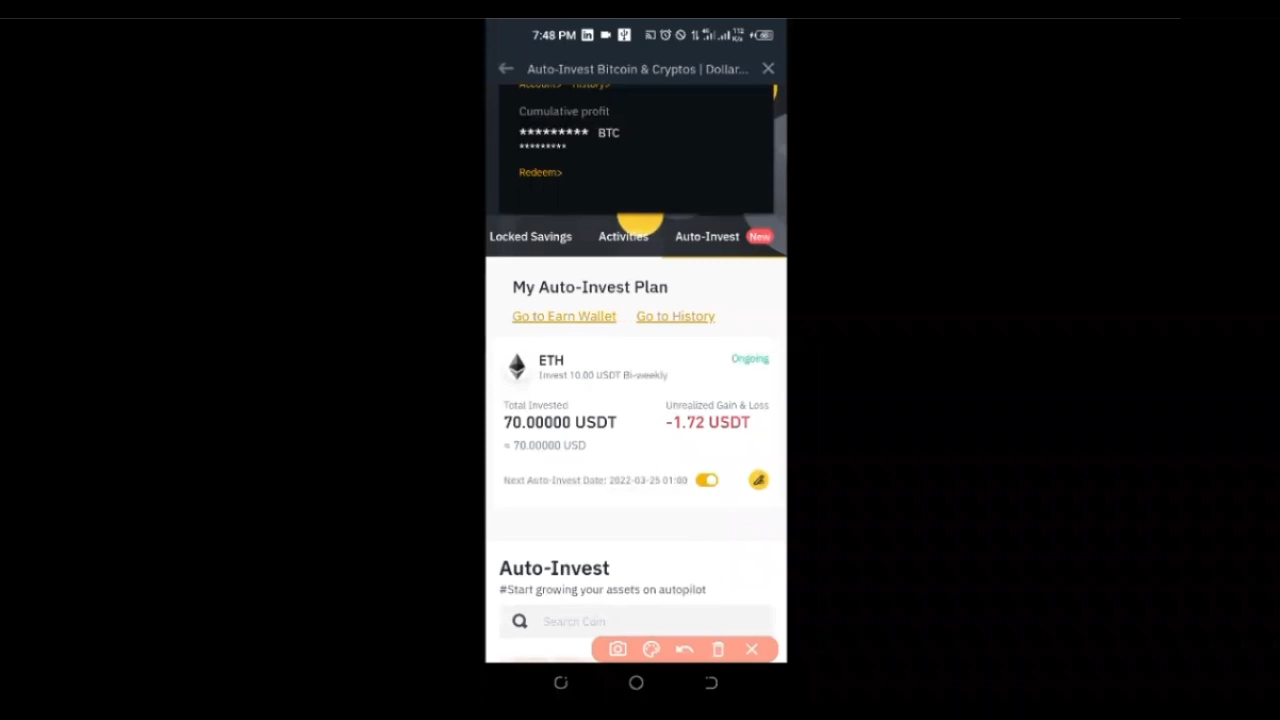 7:48 PM
Auto-Invest Bitcoin & Cryptos | Dollar...
Account> History>
Cumulative profit
********* BTC
*********
Redeem>
Locked Savings Activities Auto-Invest New
My Auto-Invest Plan
Go to Earn Wallet Go to History
ETH Ongoing
Invest 10.00 USDT Bi-weekly
Total Invested Unrealized Gain & Loss
70.00000 USDT -1.72 USDT
≈ 70.00000 USD
Next Auto-Invest Date: 2022-03-25 01:00
Auto-Invest
#Start growing your assets on autopilot
Search Coin